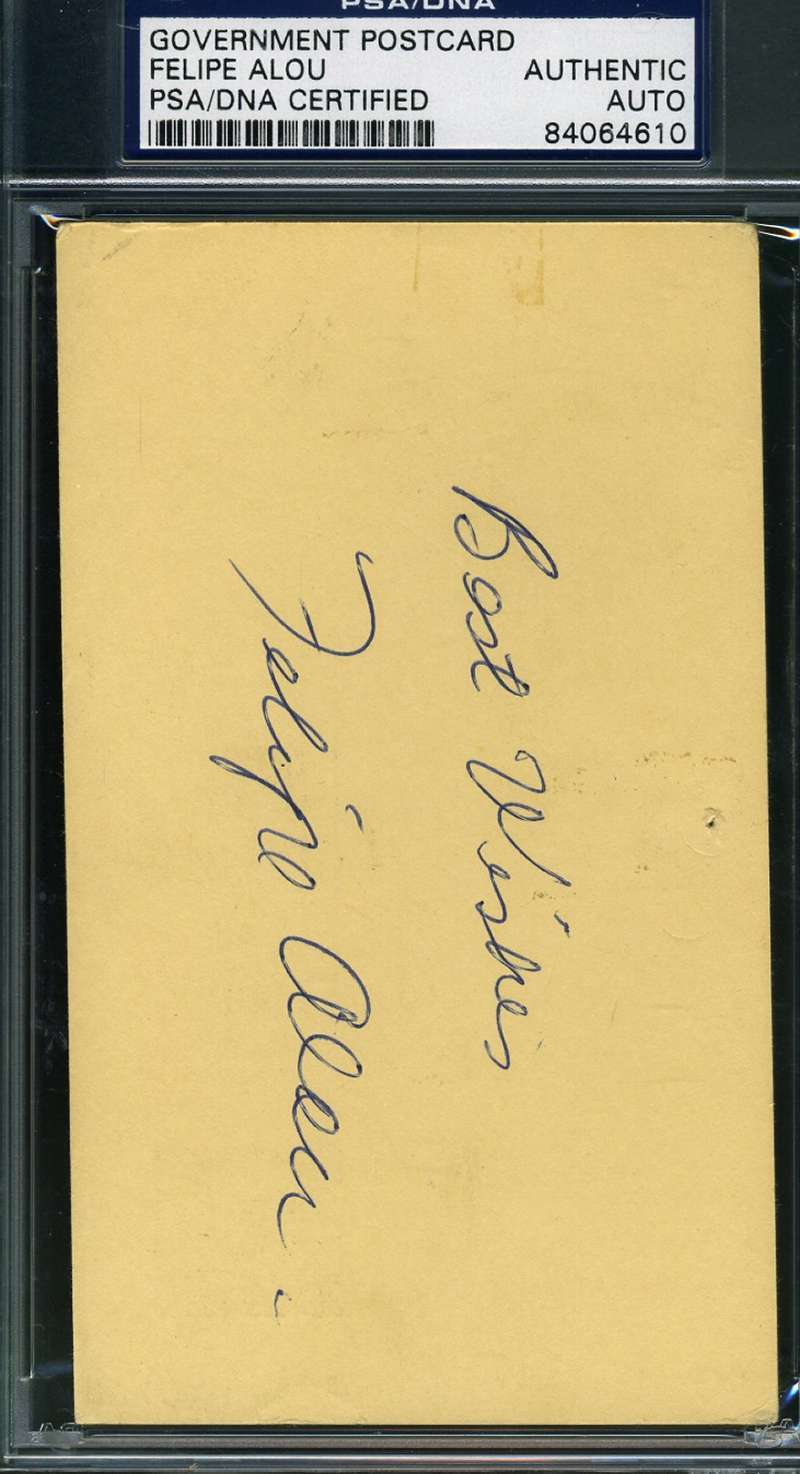 PSA/DNA
GOVERNMENT POSTCARD
FELIPE ALOU AUTHENTIC
PSA/DNA CERTIFIED AUTO
84064610
Best Wishes
Felipe Alou